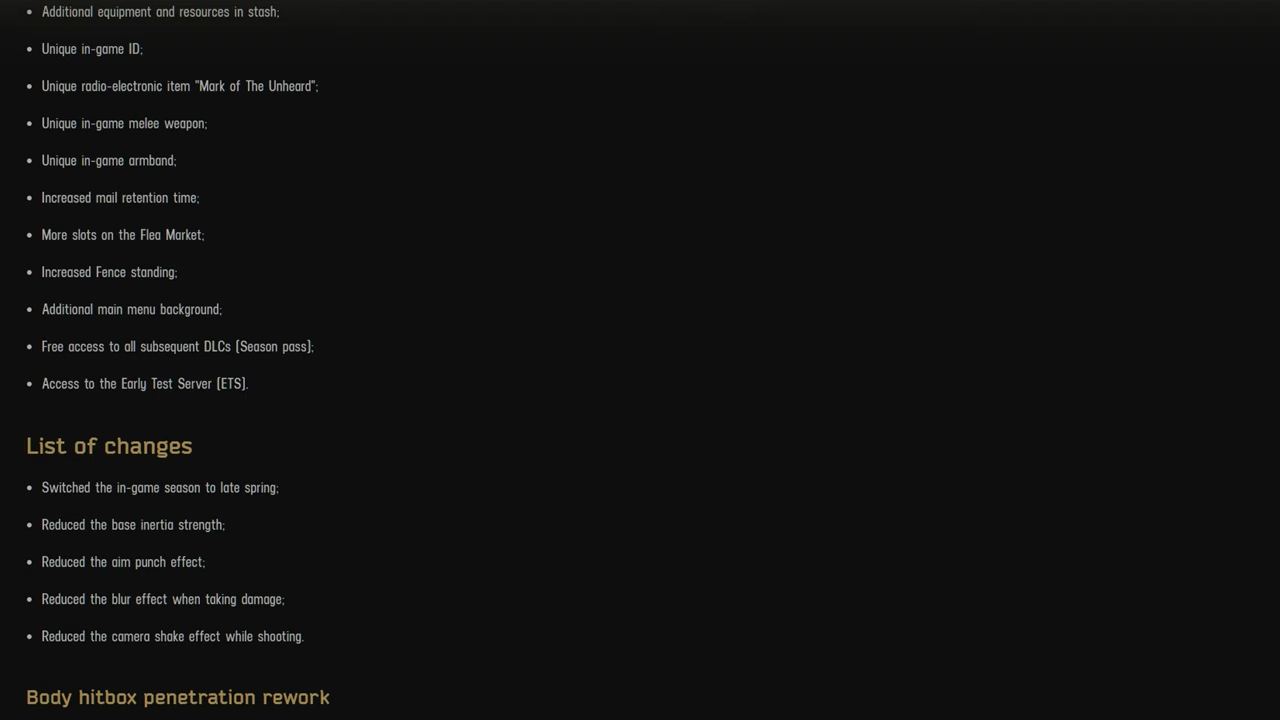 • Additional equipment and resources in stash;
• Unique in-game ID;
• Unique radio-electronic item "Mark of The Unheard";
• Unique in-game melee weapon;
• Unique in-game armband;
• Increased mail retention time;
• More slots on the Flea Market;
• Increased Fence standing;
• Additional main menu background;
• Free access to all subsequent DLCs (Season pass);
• Access to the Early Test Server (ETS).
List of changes
• Switched the in-game season to late spring;
• Reduced the base inertia strength;
• Reduced the aim punch effect;
• Reduced the blur effect when taking damage;
• Reduced the camera shake effect while shooting.
Body hitbox penetration rework